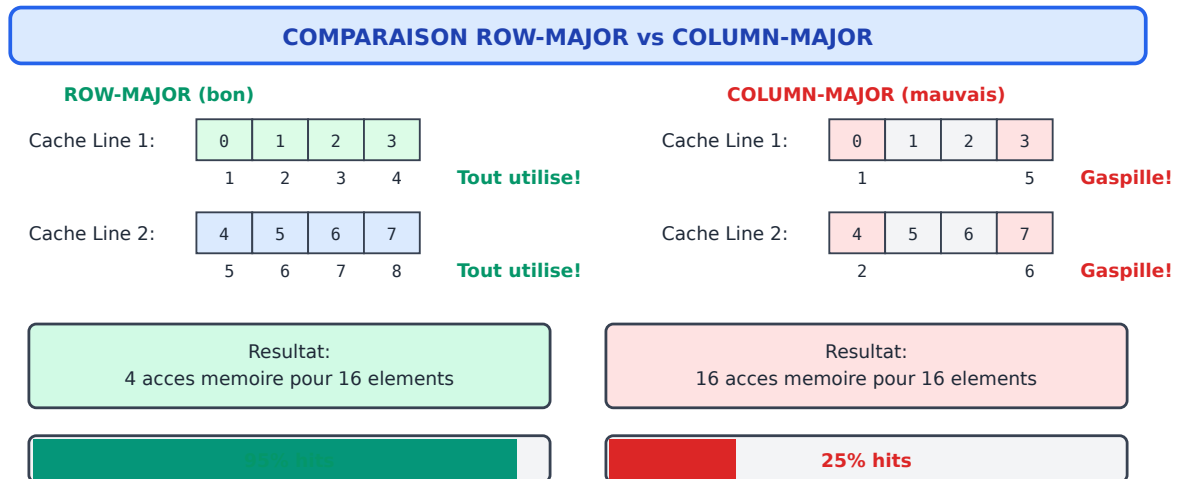 COMPARAISON ROW-MAJOR vs COLUMN-MAJOR
ROW-MAJOR (bon)
Cache Line 1:
0 1 2 3
1 2 3 4
Tout utilise!
Cache Line 2:
4 5 6 7
5 6 7 8
Tout utilise!
Resultat:
4 acces memoire pour 16 elements
COLUMN-MAJOR (mauvais)
Cache Line 1:
0 1 2 3
1 5
Gaspille!
Cache Line 2:
4 5 6 7
2 6
Gaspille!
Resultat:
16 acces memoire pour 16 elements
25% hits